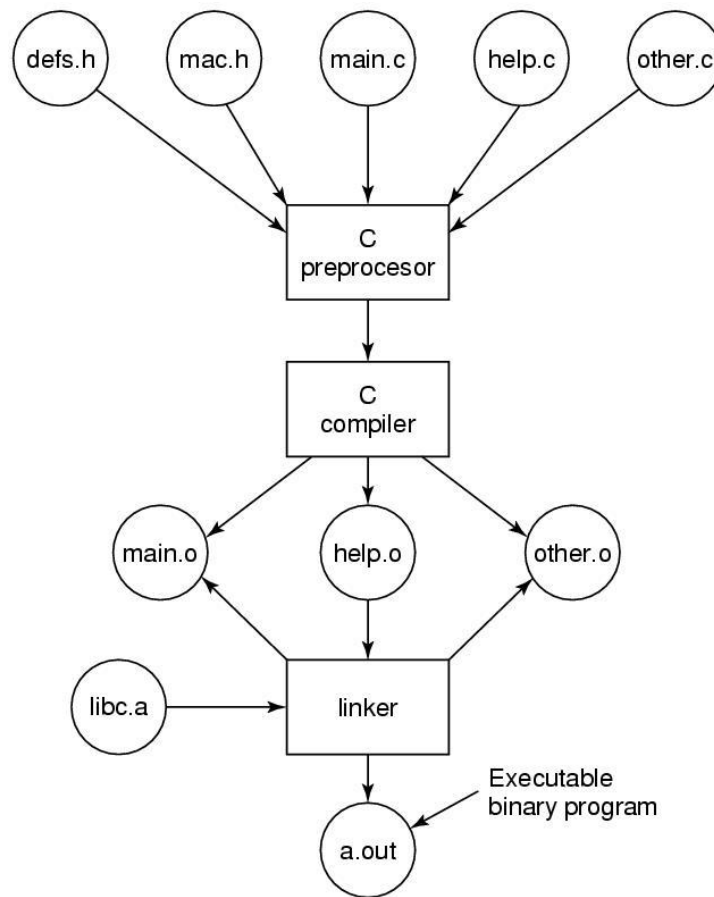 defs.h
mac.h
main.c
help.c
other.c
C
preprocesor
C
compiler
main.o
help.o
other.o
libc.a
linker
Executable
binary program
a.out